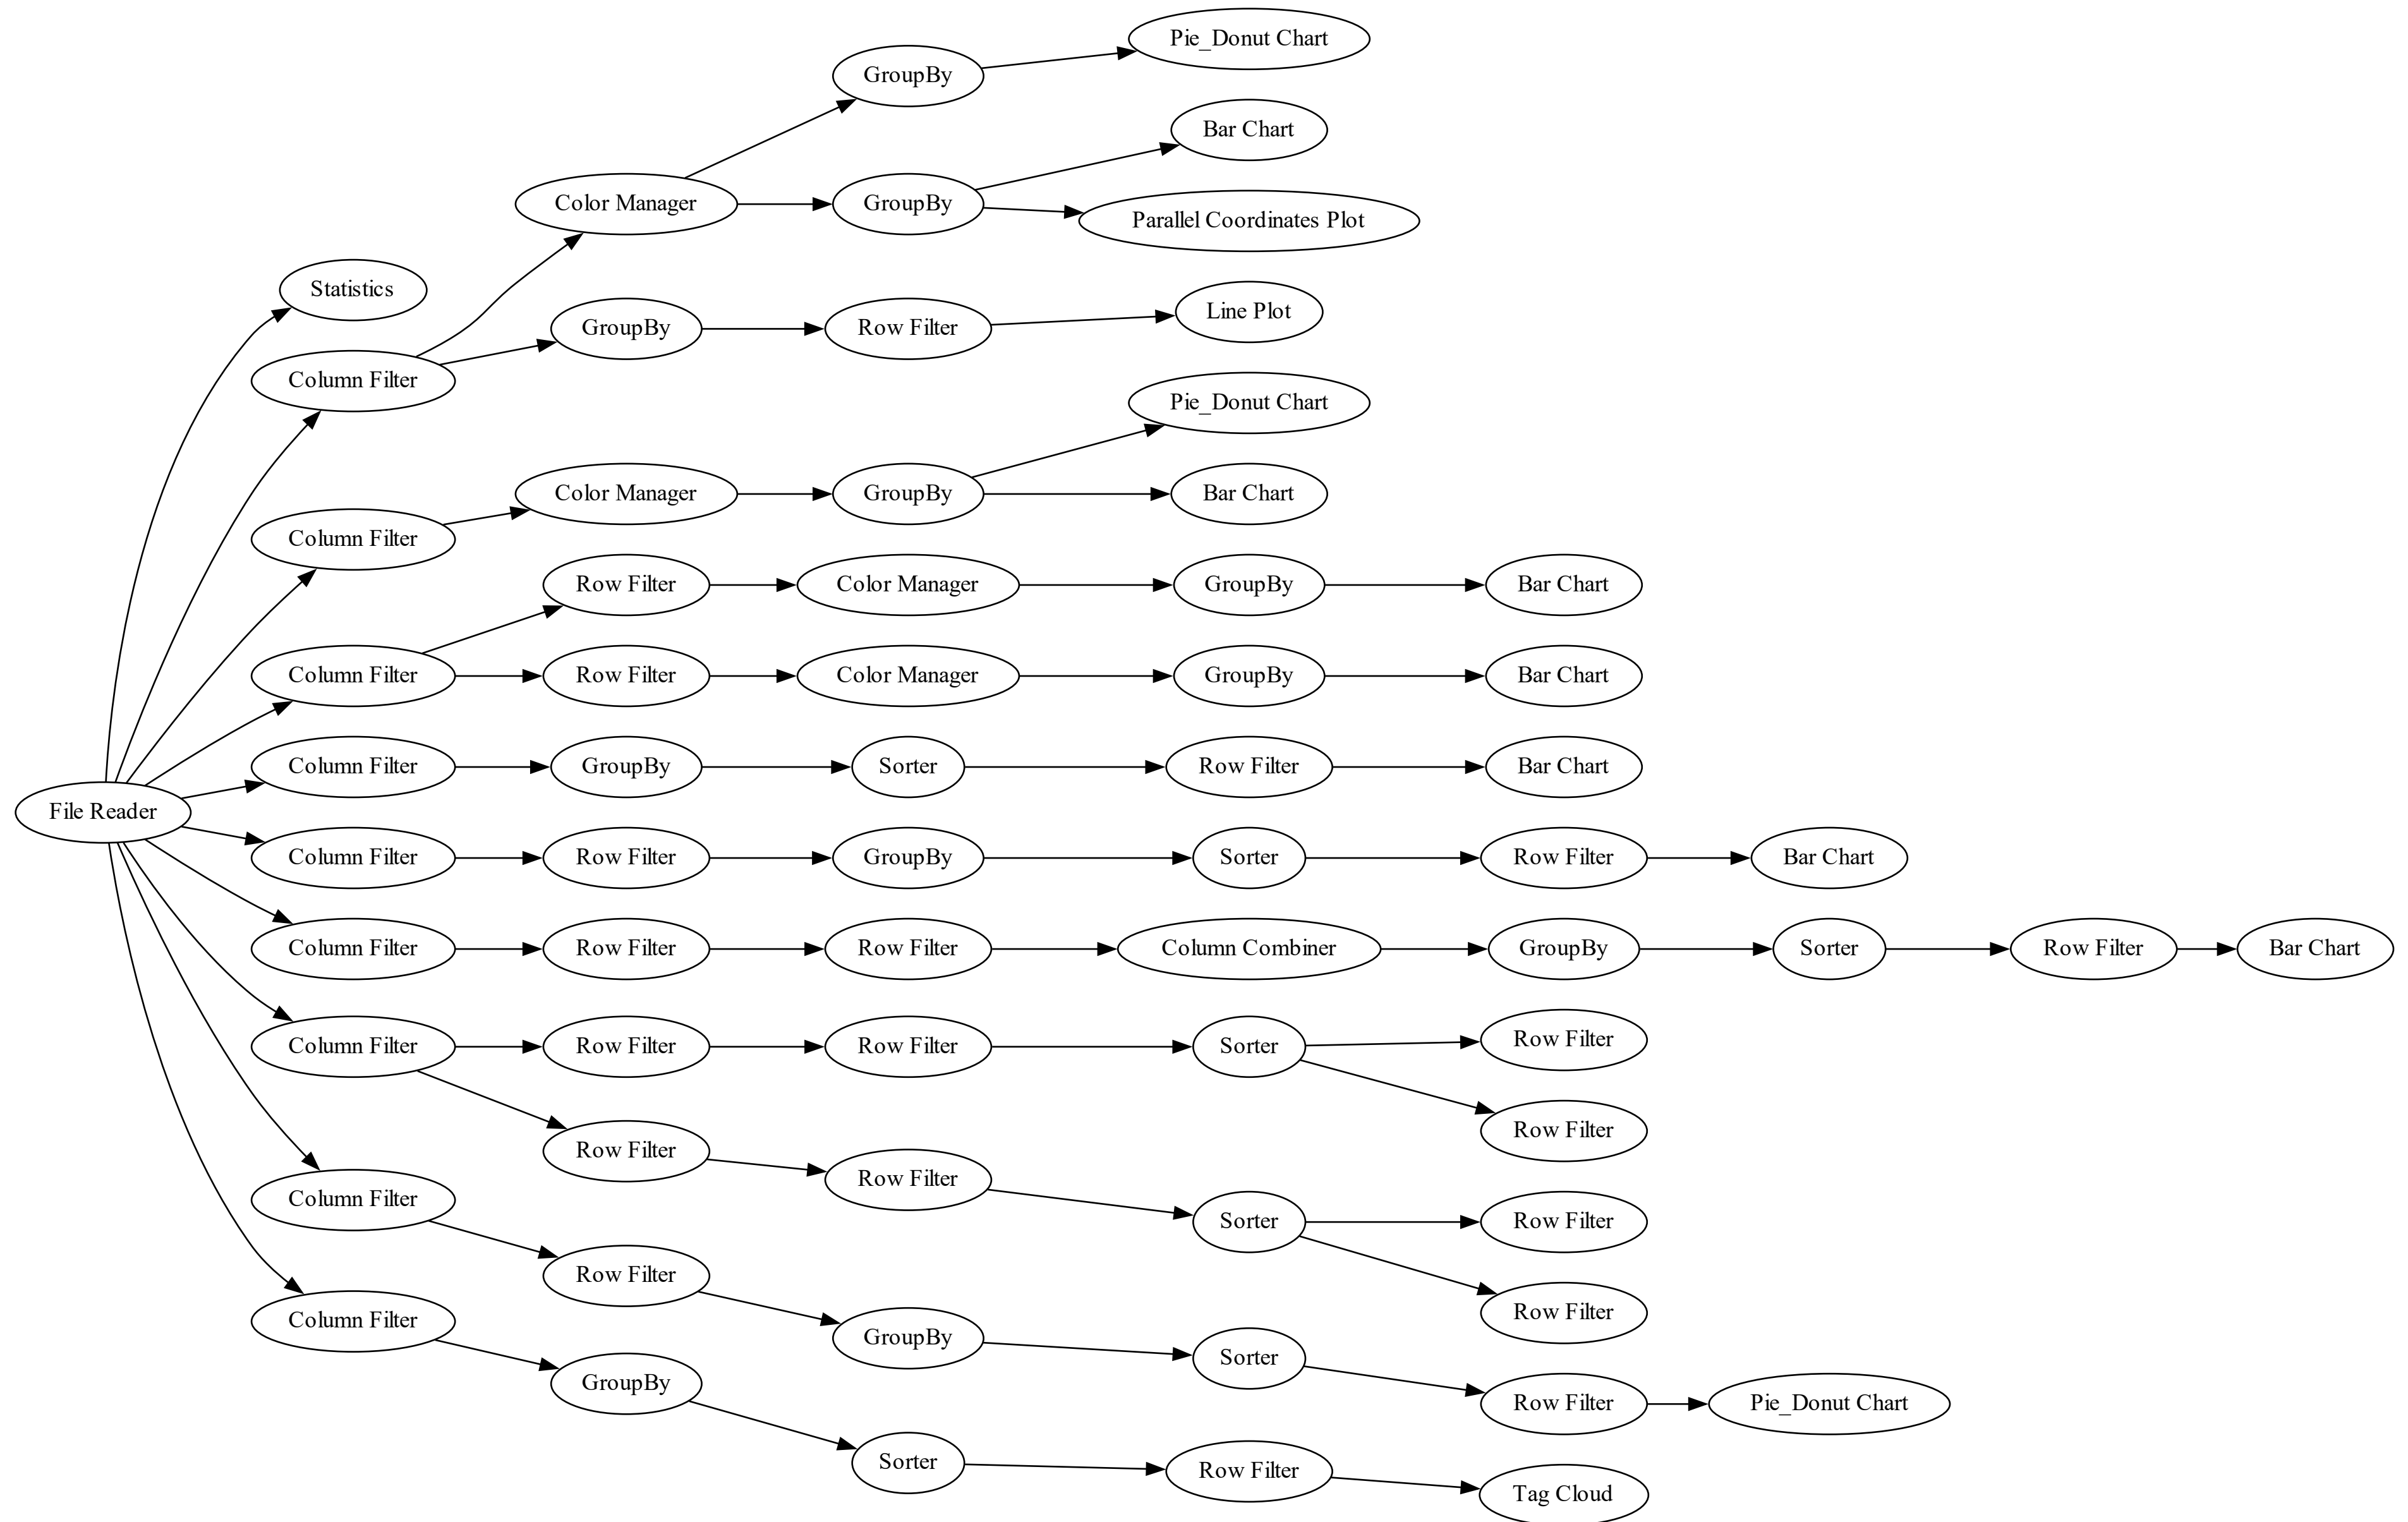 Pie_Donut Chart
GroupBy
Bar Chart
Color Manager
GroupBy
Parallel Coordinates Plot
Statistics
Line Plot
GroupBy
Row Filter
Column Filter
Pie_Donut Chart
Color Manager
GroupBy
Bar Chart
Column Filter
Row Filter
Color Manager
GroupBy
Bar Chart
Column Filter
Row Filter
Color Manager
GroupBy
Bar Chart
Column Filter
GroupBy
Sorter
Row Filter
Bar Chart
File Reader
Column Filter
Row Filter
GroupBy
Sorter
Row Filter
Bar Chart
Column Filter
Row Filter
Row Filter
Column Combiner
GroupBy
Sorter
Row Filter
Bar Chart
Column Filter
Row Filter
Row Filter
Sorter
Row Filter
Row Filter
Row Filter
Row Filter
Sorter
Row Filter
Row Filter
Column Filter
Row Filter
GroupBy
Sorter
Row Filter
Pie_Donut Chart
Column Filter
GroupBy
Sorter
Row Filter
Tag Cloud